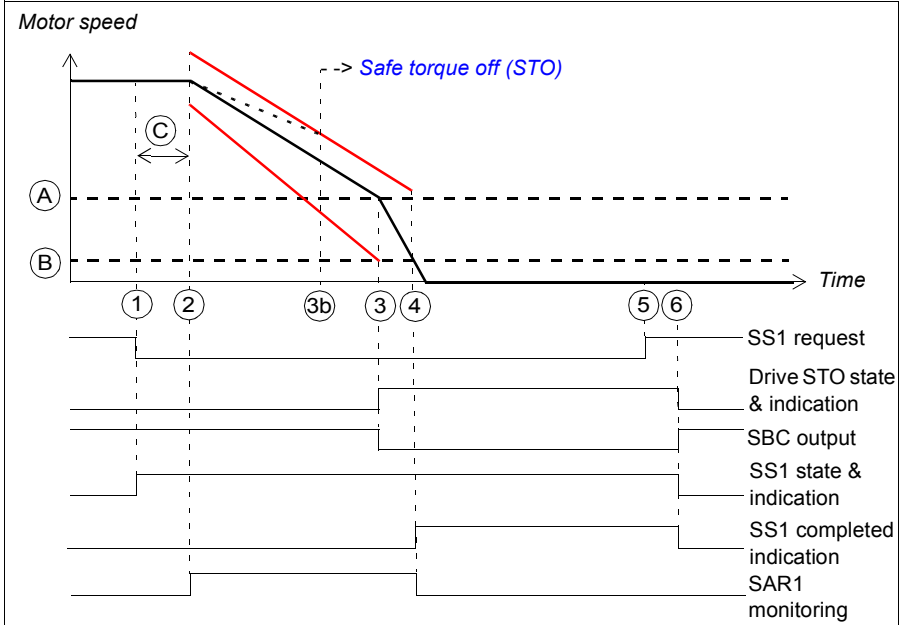 Motor speed
--> Safe torque off (STO)
C
A
B
Time
1 2 3b 3 4 5 6
SS1 request
Drive STO state
& indication
SBC output
SS1 state &
indication
SS1 completed
indication
SAR1
monitoring